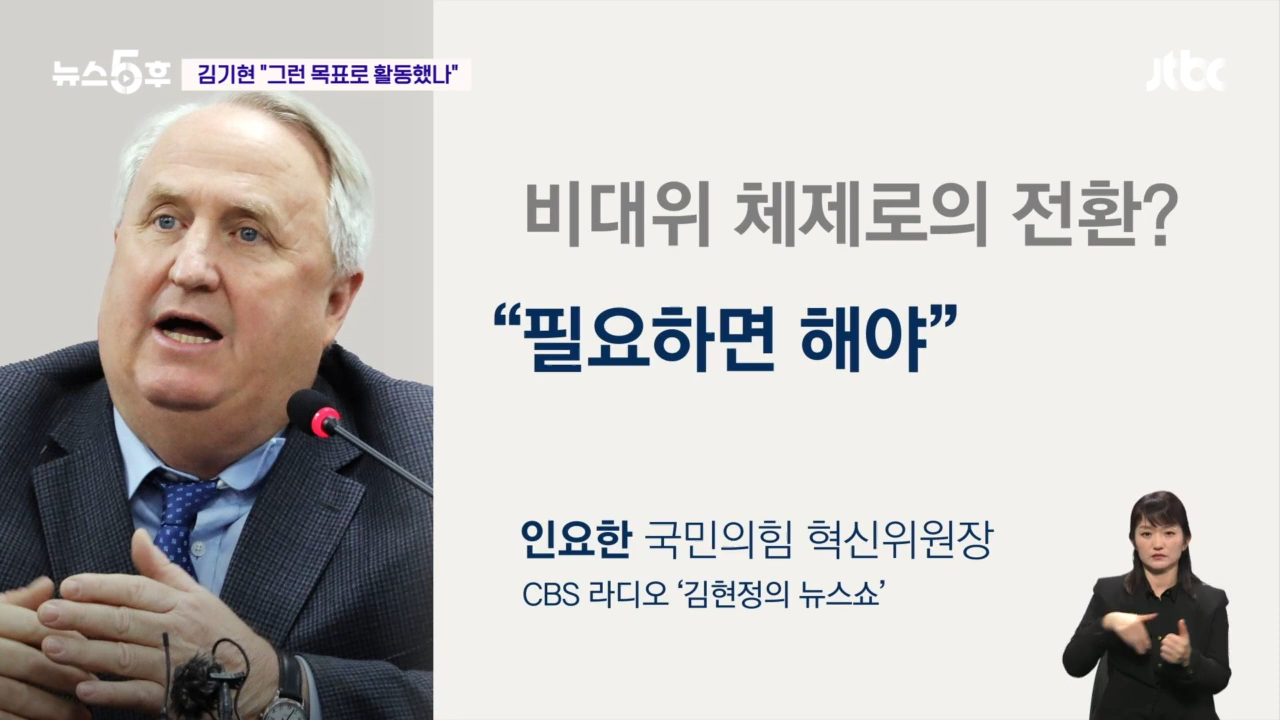 뉴스5후
김기현 "그런 목표로 활동했나"
jtbc
비대위 체제로의 전환?
“필요하면 해야”
인요한 국민의힘 혁신위원장
CBS 라디오 ‘김현정의 뉴스쇼’